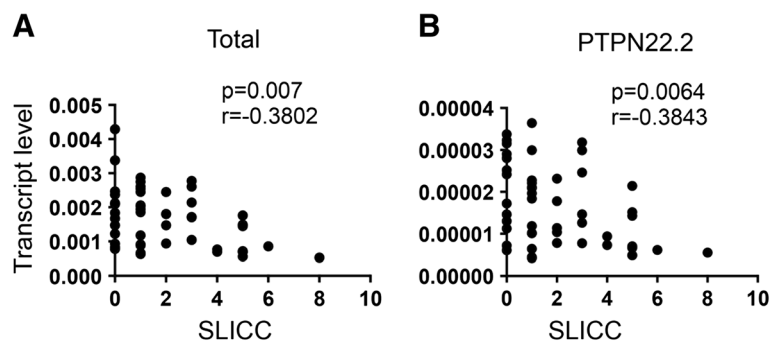 A
Total
p=0.007
r=-0.3802
Transcript level
0.005
0.004
0.003
0.002
0.001
0.000
0 2 4 6 8 10
SLICC
B
PTPN22.2
p=0.0064
r=-0.3843
0.00004
0.00003
0.00002
0.00001
0.00000
0 2 4 6 8 10
SLICC